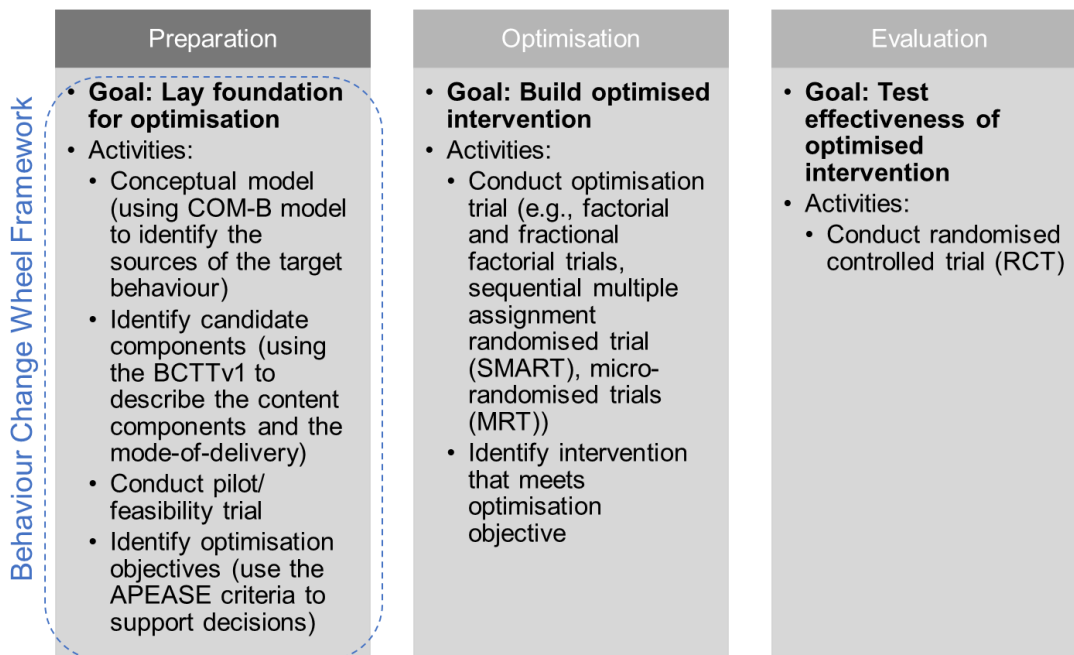 Behaviour Change Wheel Framework
Preparation
• Goal: Lay foundation
for optimisation
• Activities:
• Conceptual model
(using COM-B model
to identify the
sources of the target
behaviour)
• Identify candidate
components (using
the BCTTv1 to
describe the content
components and the
mode-of-delivery)
• Conduct pilot/
feasibility trial
• Identify optimisation
objectives (use the
APEASE criteria to
support decisions)
Optimisation
• Goal: Build optimised
intervention
• Activities:
• Conduct optimisation
trial (e.g., factorial
and fractional
factorial trials,
sequential multiple
assignment
randomised trial
(SMART), micro-
randomised trials
(MRT))
• Identify intervention
that meets
optimisation
objective
Evaluation
• Goal: Test
effectiveness of
optimised
intervention
• Activities:
• Conduct randomised
controlled trial (RCT)